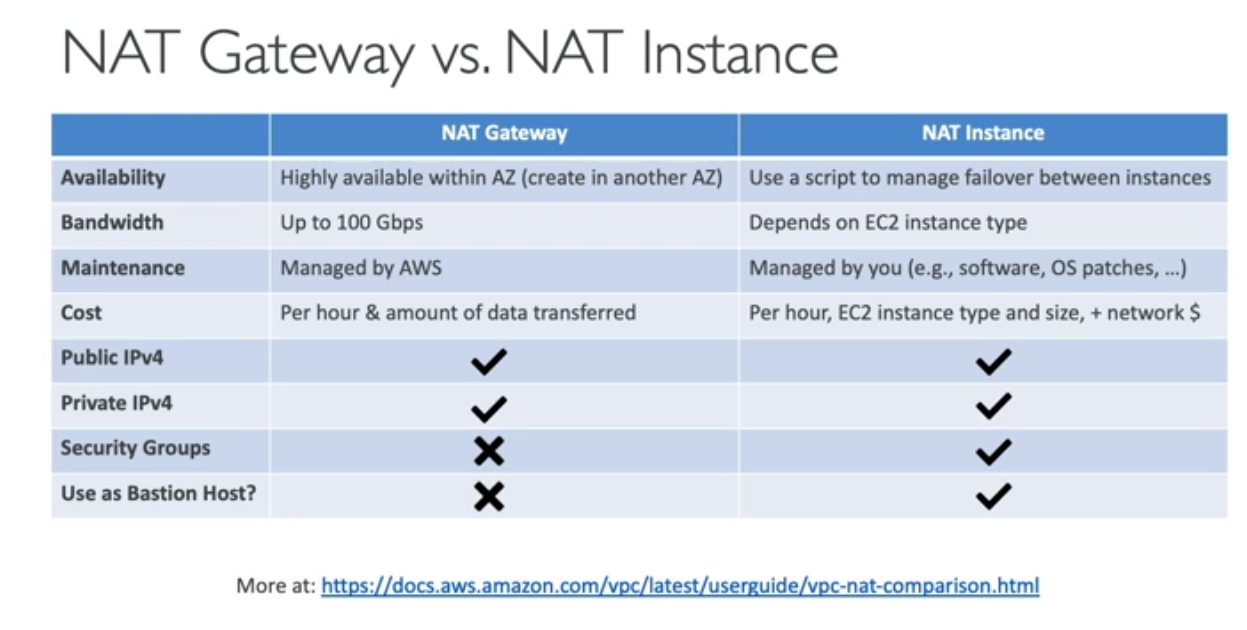 NAT Gateway vs. NAT Instance
NAT Gateway NAT Instance
Availability Highly available within AZ (create in another AZ) Use a script to manage failover between instances
Bandwidth Up to 100 Gbps Depends on EC2 instance type
Maintenance Managed by AWS Managed by you (e.g., software, OS patches, ...)
Cost Per hour & amount of data transferred Per hour, EC2 instance type and size, + network $
Public IPv4 ✓ ✓
Private IPv4 ✓ ✓
Security Groups ✗ ✓
Use as Bastion Host? ✗ ✓
More at: https://docs.aws.amazon.com/vpc/latest/userguide/vpc-nat-comparison.html